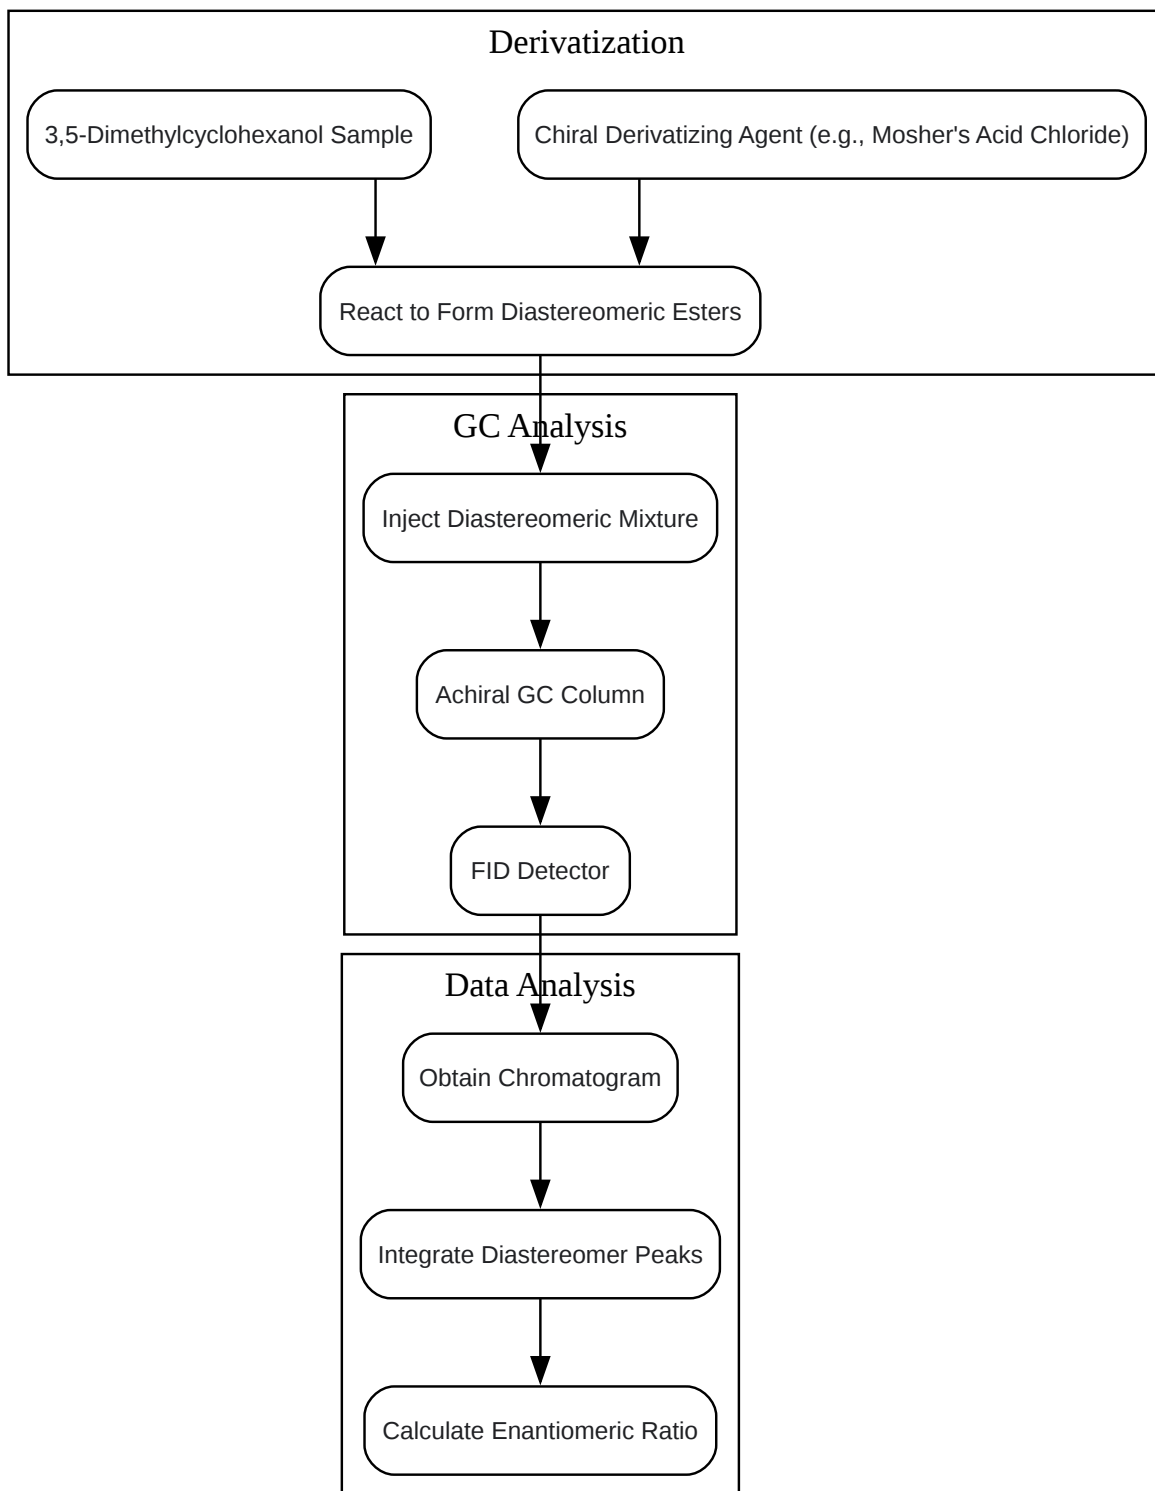 Derivatization
3,5-Dimethylcyclohexanol Sample
Chiral Derivatizing Agent (e.g., Mosher's Acid Chloride)
React to Form Diastereomeric Esters
GC Analysis
Inject Diastereomeric Mixture
Achiral GC Column
FID Detector
Data Analysis
Obtain Chromatogram
Integrate Diastereomer Peaks
Calculate Enantiomeric Ratio